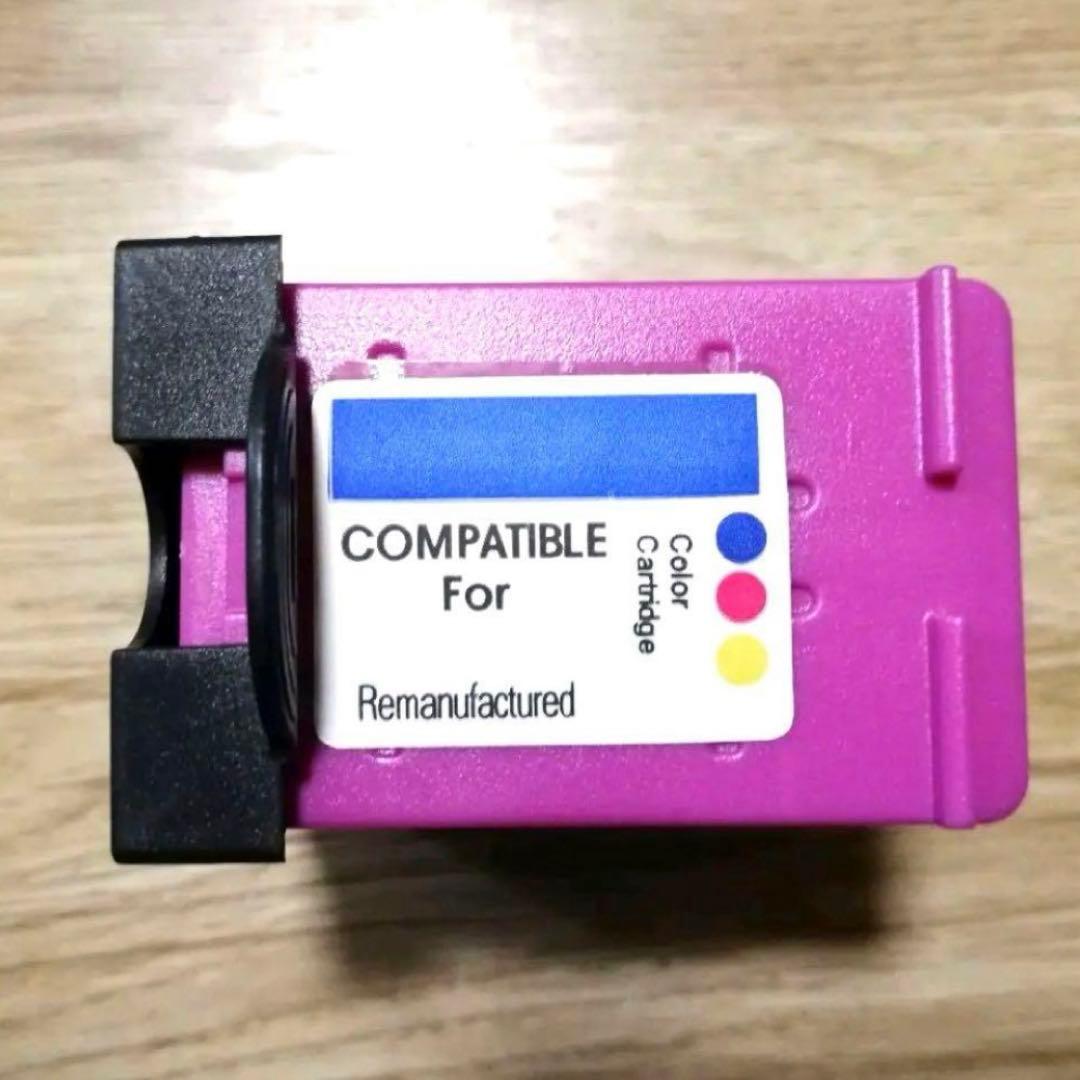 COMPATIBLE
For
Remanufactured
Color
Cartridge